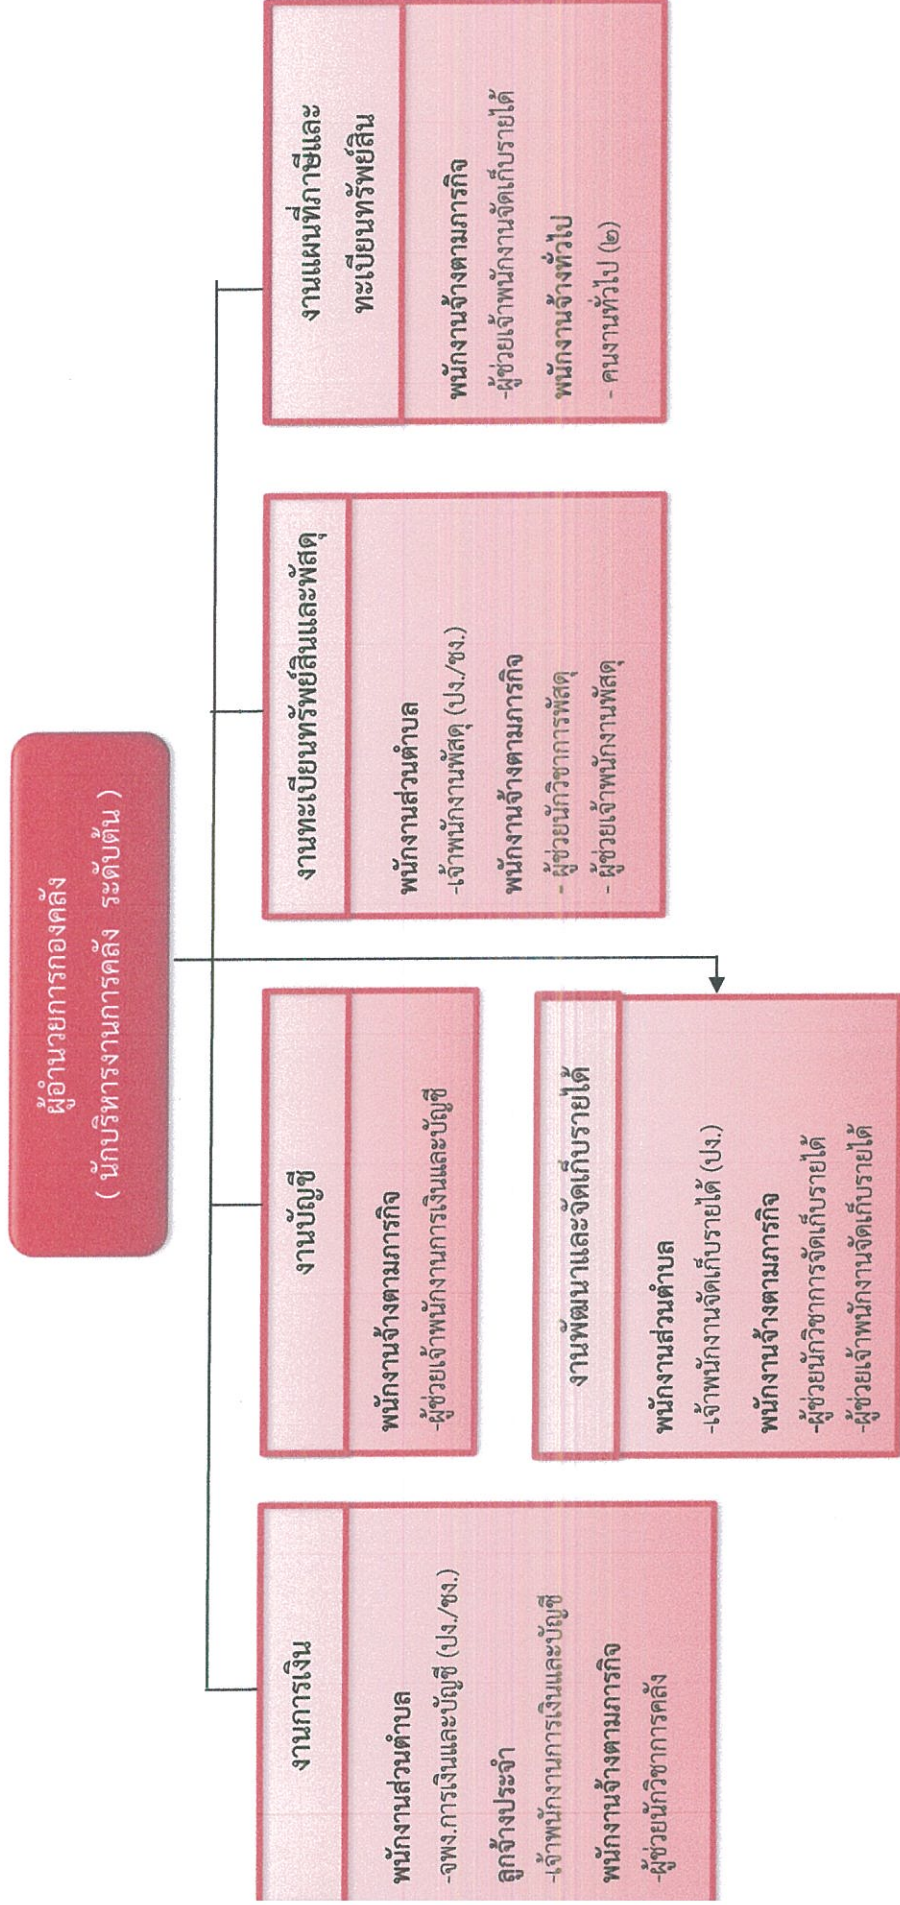 ผู้อำนวยการกองคลัง
( นักบริหารงานการคลัง ระดับต้น )
งานการเงิน
พนักงานส่วนตำบล
-จพง.การเงินและบัญชี (ปง./ชง.)
ลูกจ้างประจำ
-เจ้าพนักงานการเงินและบัญชี
พนักงานจ้างตามภารกิจ
-ผู้ช่วยนักวิชาการคลัง
งานบัญชี
พนักงานจ้างตามภารกิจ
-ผู้ช่วยเจ้าพนักงานการเงินและบัญชี
งานพัฒนาและจัดเก็บรายได้
พนักงานส่วนตำบล
-เจ้าพนักงานจัดเก็บรายได้ (ปง.)
พนักงานจ้างตามภารกิจ
-ผู้ช่วยนักวิชาการจัดเก็บรายได้
-ผู้ช่วยเจ้าพนักงานจัดเก็บรายได้
งานทะเบียนทรัพย์สินและพัสดุ
พนักงานส่วนตำบล
-เจ้าพนักงานพัสดุ (ปง./ชง.)
พนักงานจ้างตามภารกิจ
- ผู้ช่วยนักวิชาการพัสดุ
- ผู้ช่วยเจ้าพนักงานพัสดุ
งานแผนที่ภาษีและ
ทะเบียนทรัพย์สิน
พนักงานจ้างตามภารกิจ
-ผู้ช่วยเจ้าพนักงานจัดเก็บรายได้
พนักงานจ้างทั่วไป
- คนงานทั่วไป (๒)